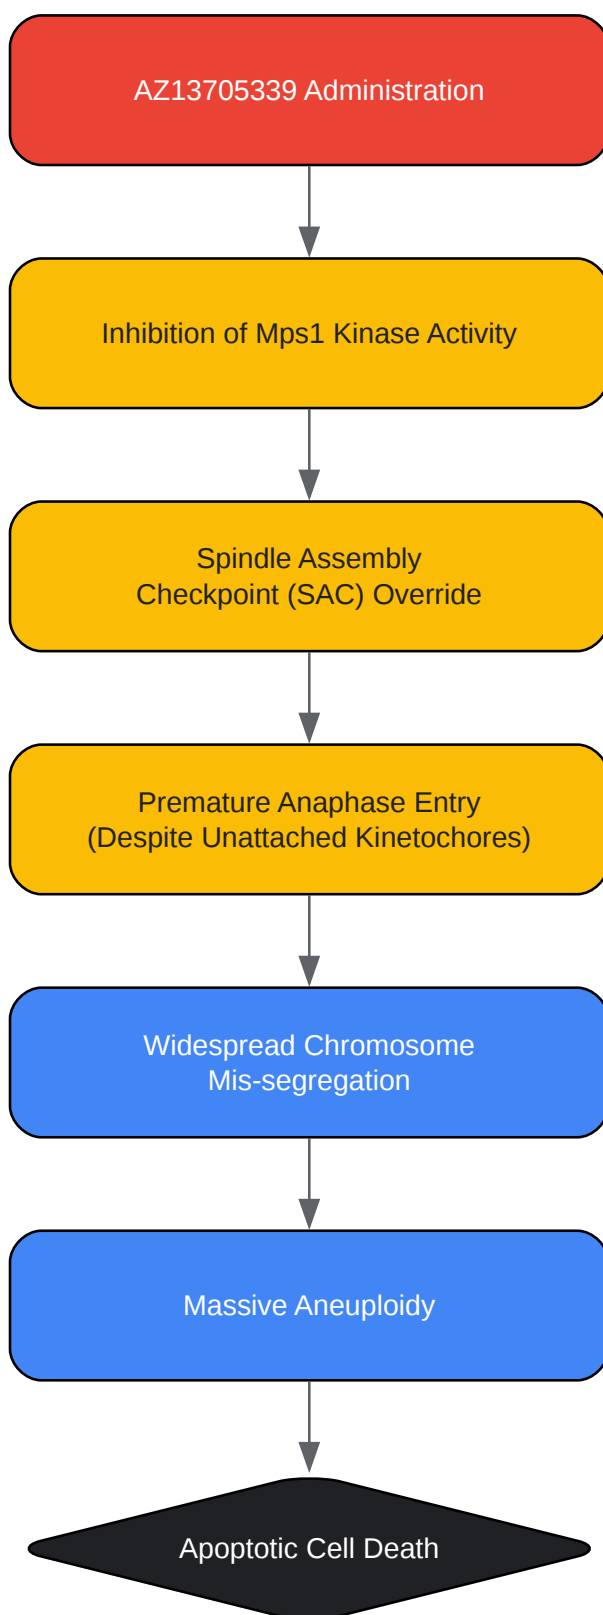 AZ13705339 Administration
Inhibition of Mps1 Kinase Activity
Spindle Assembly
Checkpoint (SAC) Override
Premature Anaphase Entry
(Despite Unattached Kinetochores)
Widespread Chromosome
Mis-segregation
Massive Aneuploidy
Apoptotic Cell Death